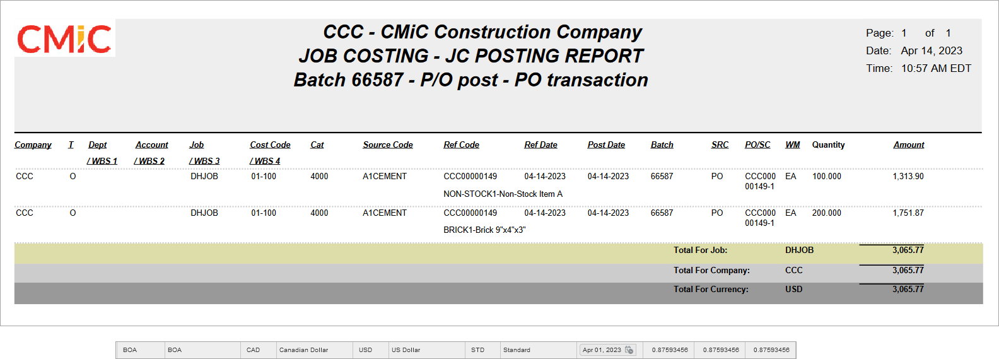 CMiC
CCC - CMiC Construction Company
JOB COSTING - JC POSTING REPORT
Batch 66587 - P/O post - PO transaction
Page: 1 of 1
Date: Apr 14, 2023
Time: 10:57 AM EDT
Company T Dept Account Job Cost Code Cat Source Code Ref Code Ref Date Post Date Batch SRC PO/SC WM Quantity Amount
/ WBS 1 / WBS 2 / WBS 3 / WBS 4
CCC O DHJOB 01-100 4000 A1CEMENT CCC00000149 04-14-2023 04-14-2023 66587 PO CCC000 EA 100.000 1,313.90
00149-1
NON-STOCK1-Non-Stock Item A
CCC O DHJOB 01-100 4000 A1CEMENT CCC00000149 04-14-2023 04-14-2023 66587 PO CCC000 EA 200.000 1,751.87
00149-1
BRICK1-Brick 9"x4"x3"
Total For Job: DHJOB 3,065.77
Total For Company: CCC 3,065.77
Total For Currency: USD 3,065.77
BOA BOA CAD Canadian Dollar USD US Dollar STD Standard Apr 01, 2023 0.87593456 0.87593456 0.87593456